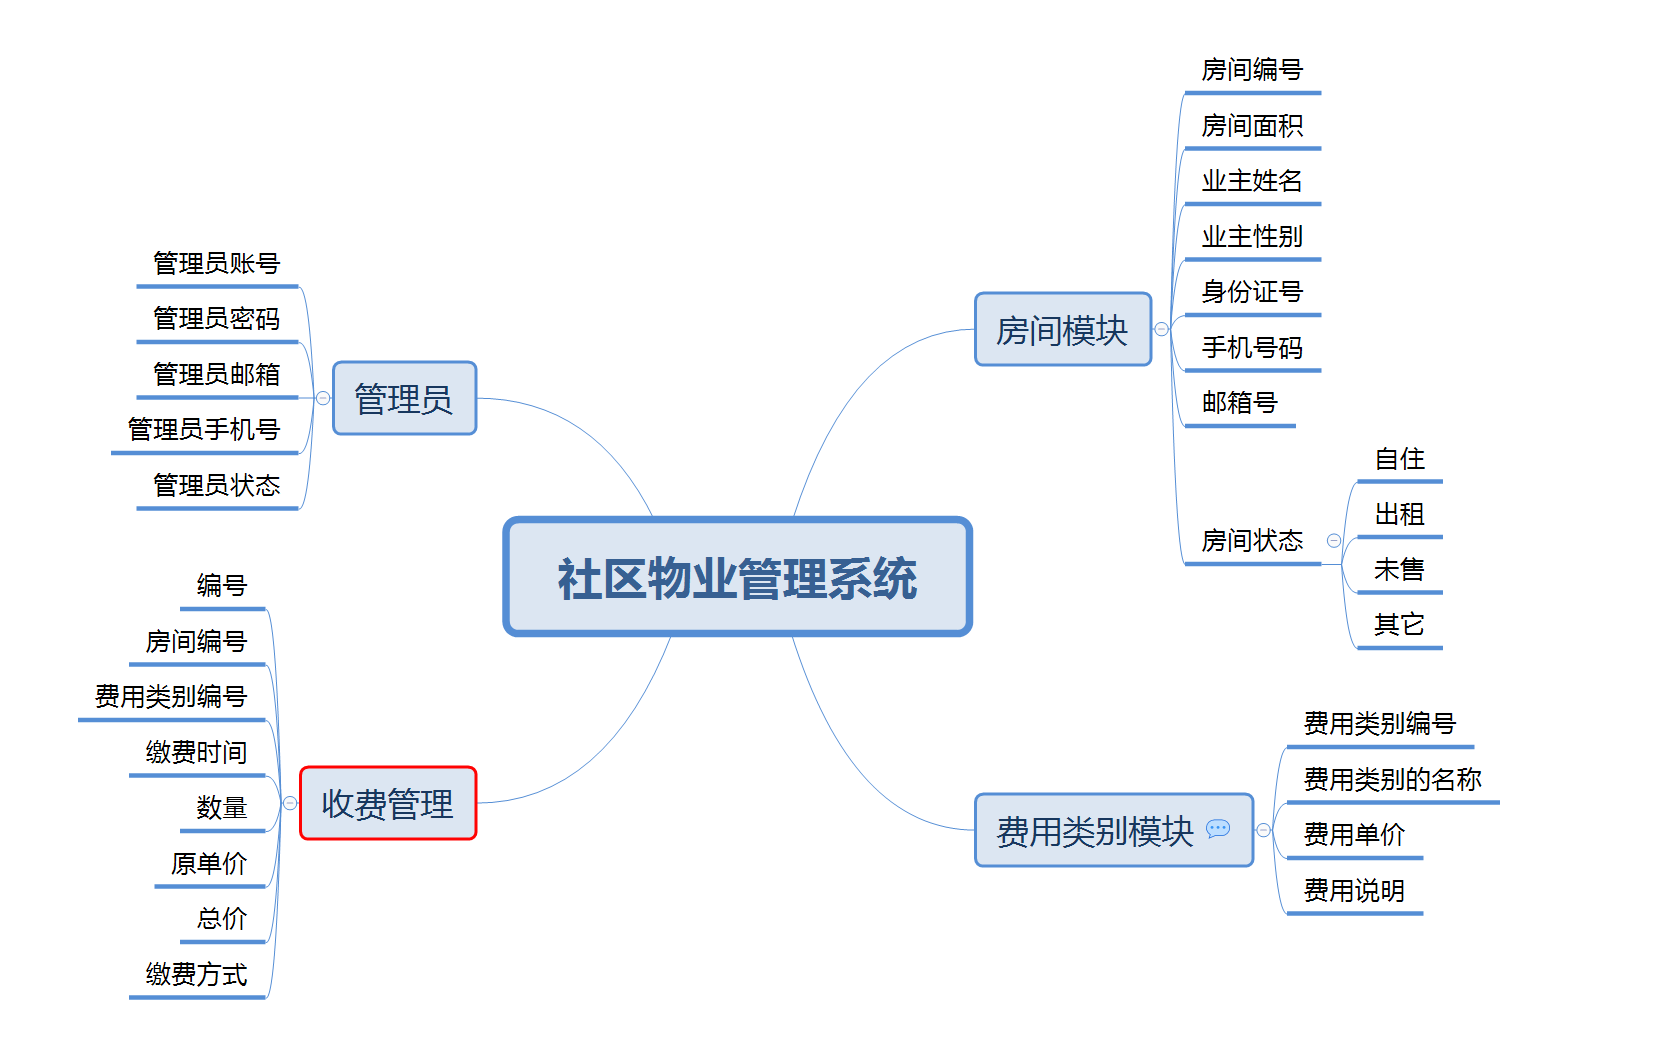 社区物业管理系统
房间模块
房间编号
房间面积
业主姓名
业主性别
身份证号
手机号码
邮箱号
房间状态
自住
出租
未售
其它
费用类别模块
费用类别编号
费用类别的名称
费用单价
费用说明
管理员
管理员账号
管理员密码
管理员邮箱
管理员手机号
管理员状态
收费管理
编号
房间编号
费用类别编号
缴费时间
数量
原单价
总价
缴费方式